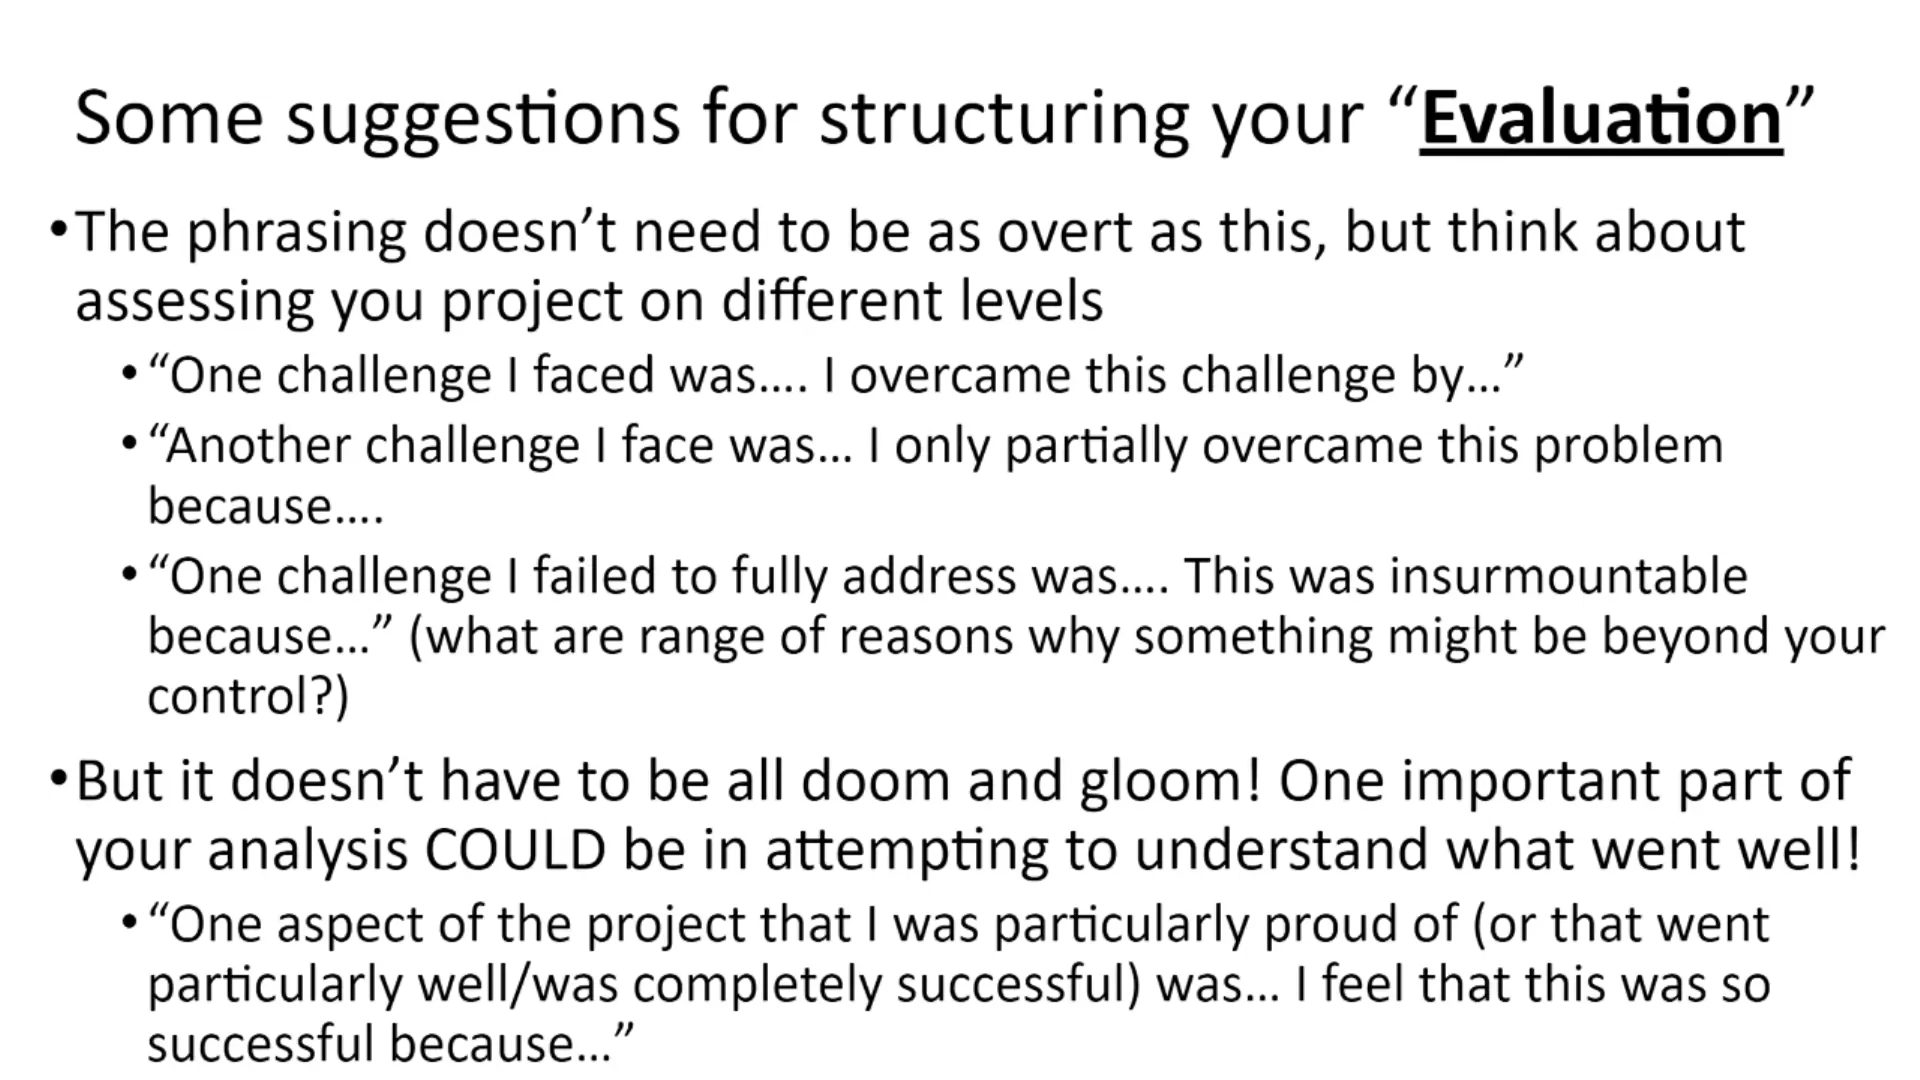 Some suggestions for structuring your “Evaluation”
•The phrasing doesn’t need to be as overt as this, but think about
assessing you project on different levels
•“One challenge I faced was…. I overcame this challenge by…”
•“Another challenge I face was… I only partially overcame this problem
because….
•“One challenge I failed to fully address was…. This was insurmountable
because…” (what are range of reasons why something might be beyond your
control?)
•But it doesn’t have to be all doom and gloom! One important part of
your analysis COULD be in attempting to understand what went well!
•“One aspect of the project that I was particularly proud of (or that went
particularly well/was completely successful) was… I feel that this was so
successful because…”